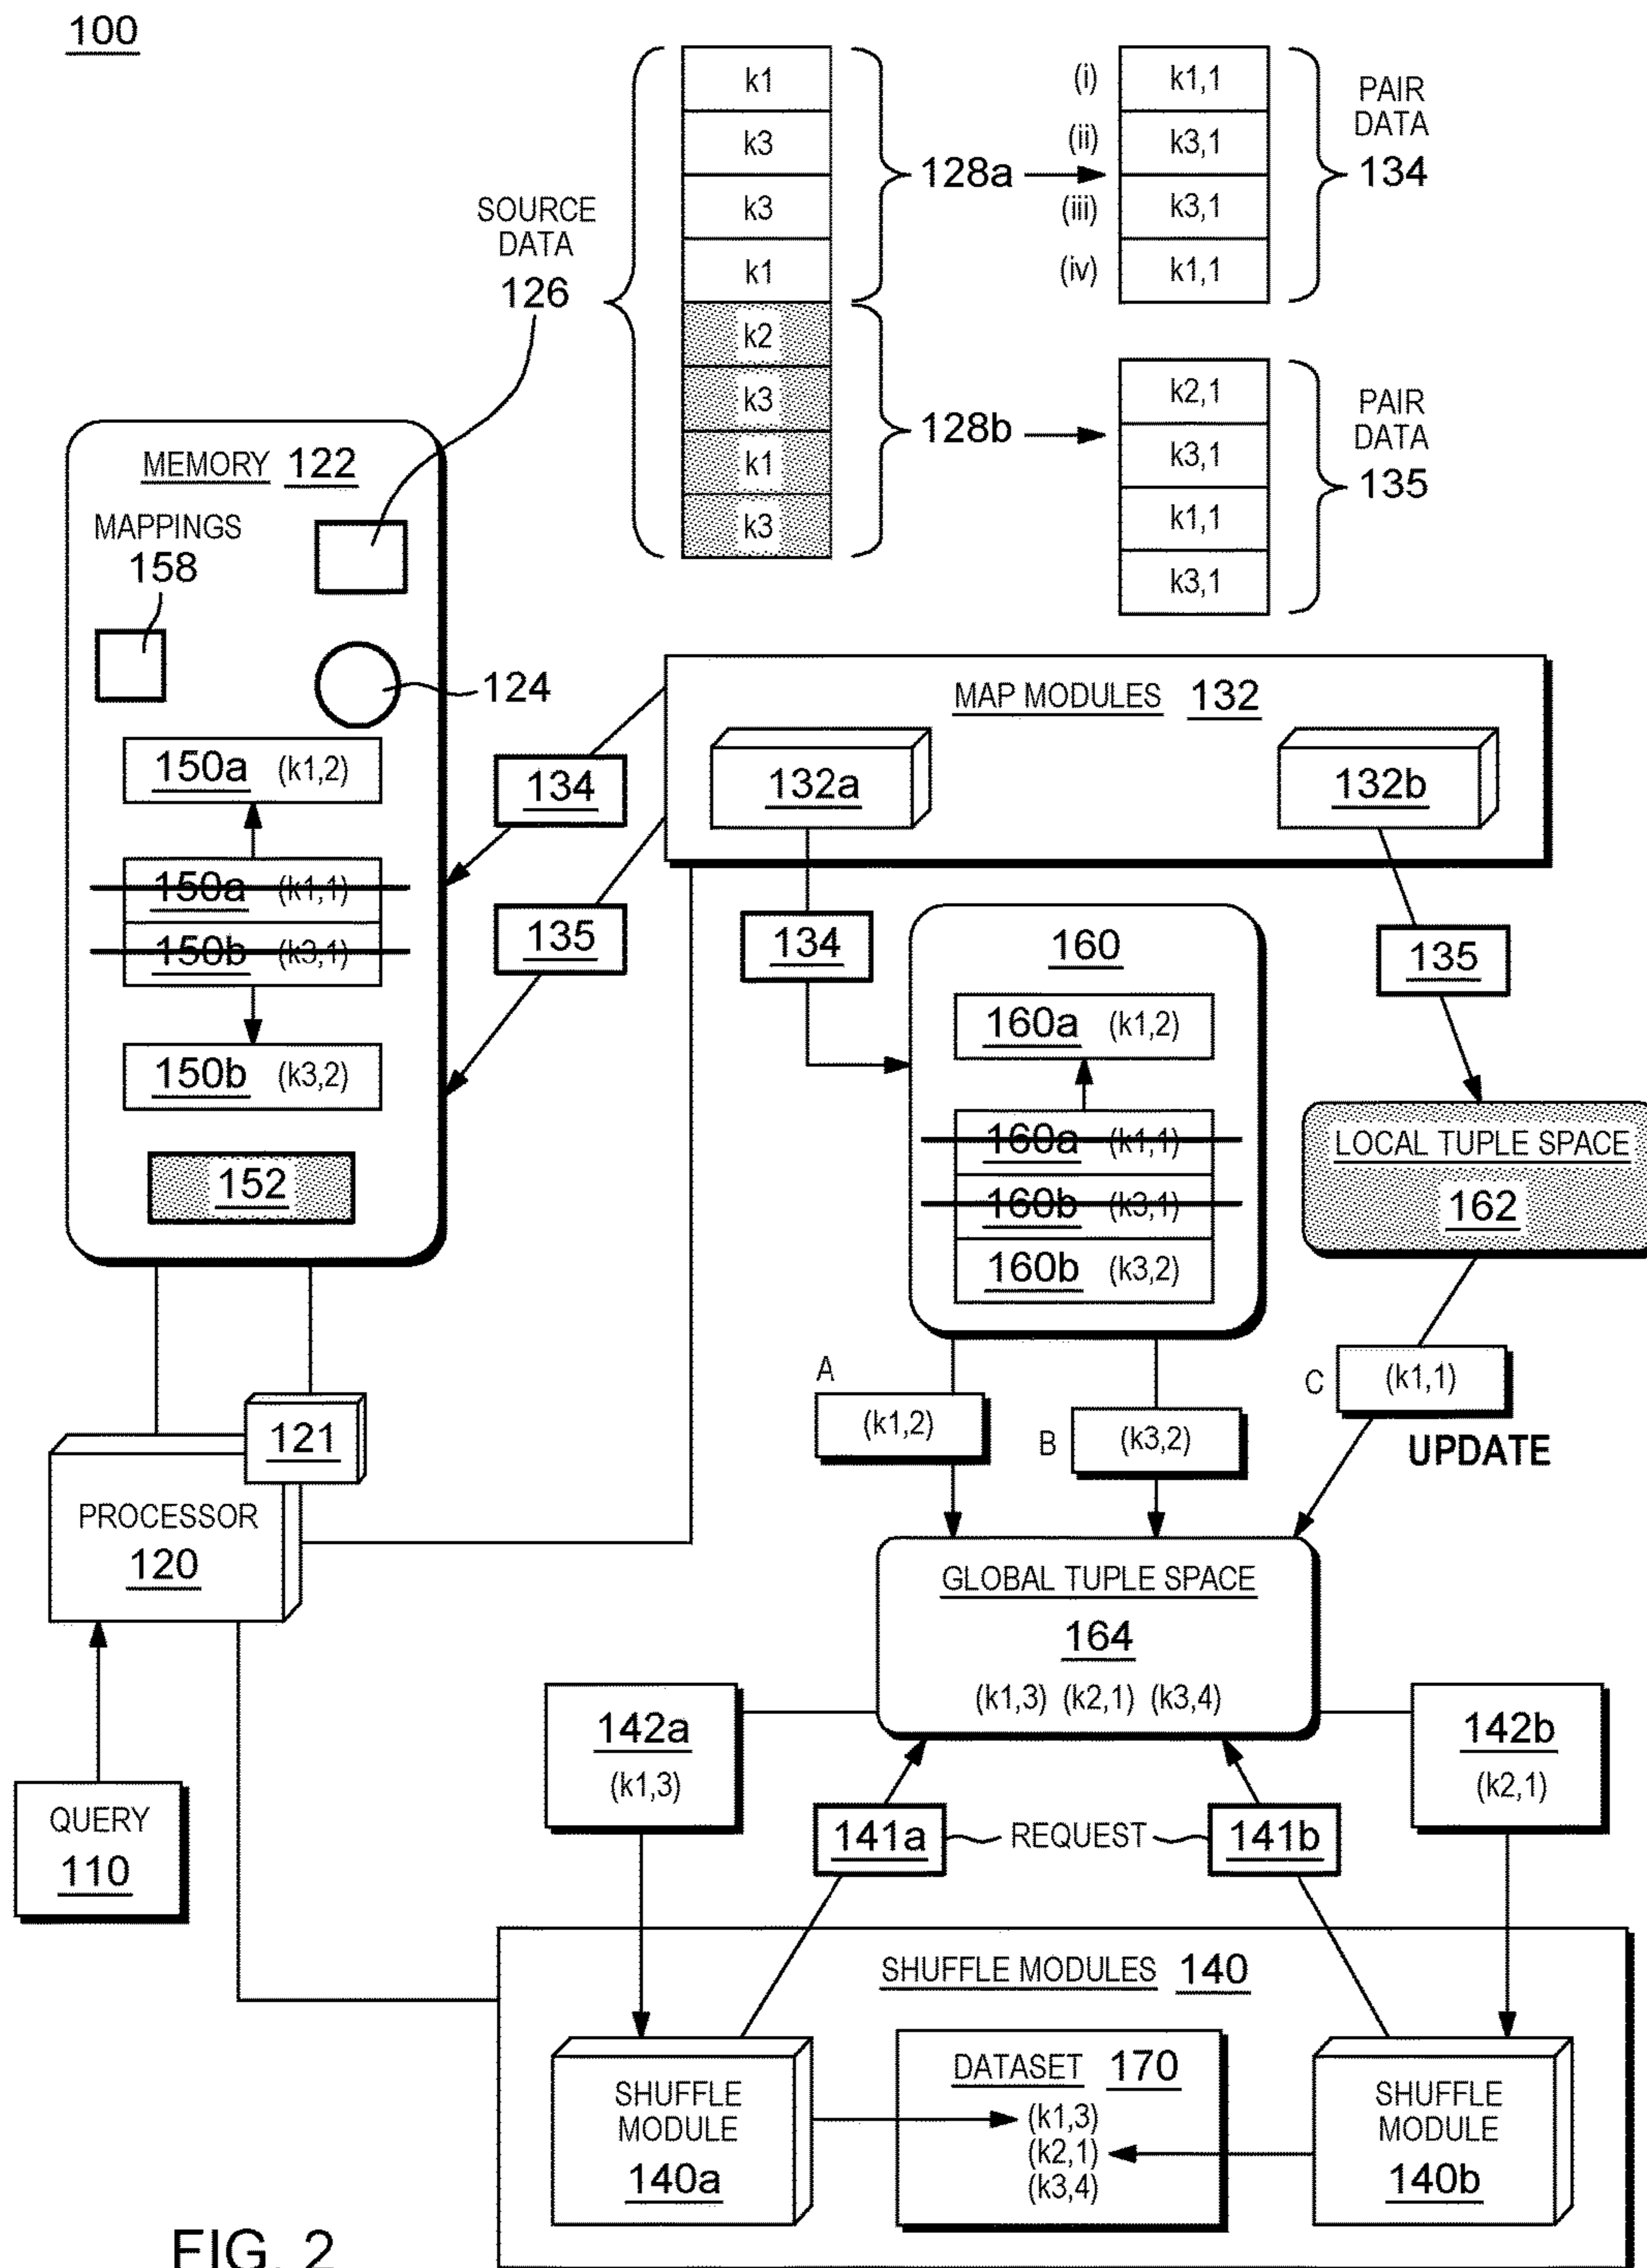 100
k1
k3
k3
k1
k2
k3
k1
k3
SOURCE
DATA
126
128a
128b
(i)
(ii)
(iii)
(iv)
k1,1
k3,1
k3,1
k1,1
PAIR
DATA
134
k2,1
k3,1
k1,1
k3,1
PAIR
DATA
135
MEMORY 122
MAPPINGS
158
124
150a (k1,2)
150a (k1,1)
150b (k3,1)
150b (k3,2)
152
134
135
MAP MODULES 132
132a
132b
134
135
160
160a (k1,2)
160a (k1,1)
160b (k3,1)
160b (k3,2)
LOCAL TUPLE SPACE
162
A
(k1,2)
B
(k3,2)
C
(k1,1)
UPDATE
121
PROCESSOR
120
GLOBAL TUPLE SPACE
164
(k1,3) (k2,1) (k3,4)
142a
(k1,3)
142b
(k2,1)
QUERY
110
141a
REQUEST
141b
SHUFFLE MODULES 140
SHUFFLE
MODULE
140a
DATASET 170
(k1,3)
(k2,1)
(k3,4)
SHUFFLE
MODULE
140b
FIG. 2